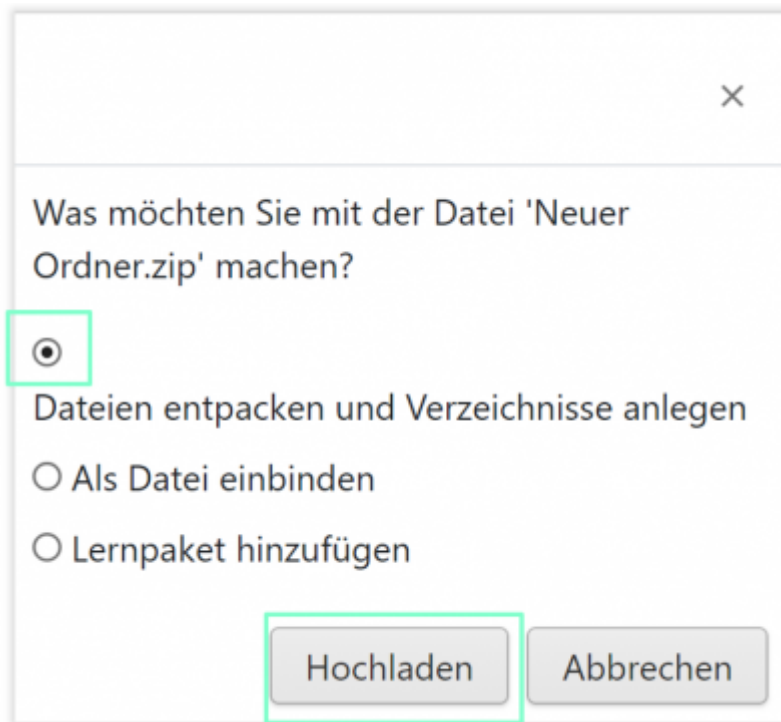 ×
Was möchten Sie mit der Datei 'Neuer
Ordner.zip' machen?
Dateien entpacken und Verzeichnisse anlegen
Als Datei einbinden
Lernpaket hinzufügen
Hochladen Abbrechen